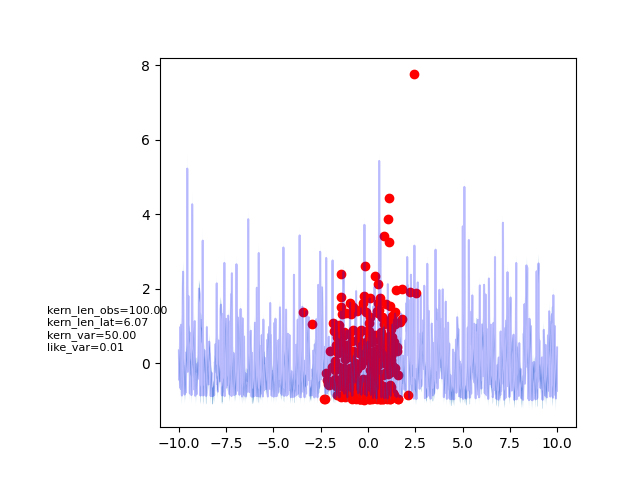 8
6
4
2
0
kern_len_obs=100.00
kern_len_lat=6.07
kern_var=50.00
like_var=0.01
−10.0 −7.5 −5.0 −2.5 0.0 2.5 5.0 7.5 10.0